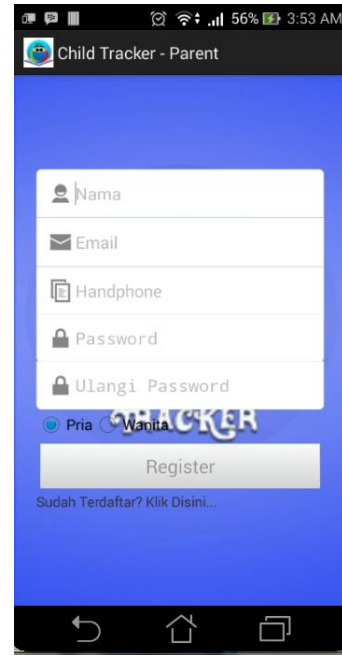 56% 3:53 AM
Child Tracker - Parent
Nama
Email
Handphone
Password
Ulangi Password
Pria Wanita
TRACKER
Register
Sudah Terdaftar? Klik Disini...